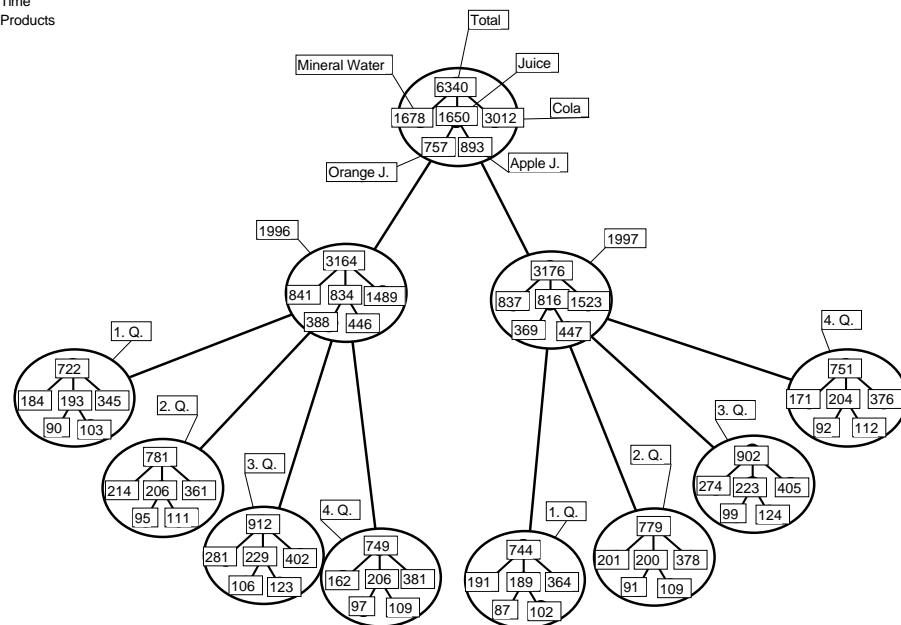 Time
Products
Total
Mineral Water
Juice
6340
Cola
1678 1650 3012
757 893
Orange J.
Apple J.
1996
1997
3164
841 834 1489
388 446
3176
837 816 1523
369 447
1. Q.
722
184 193 345
90 103
2. Q.
781
214 206 361
95 111
3. Q.
912
281 229 402
106 123
4. Q.
749
162 206 381
97 109
1. Q.
744
191 189 364
87 102
2. Q.
779
201 200 378
91 109
3. Q.
902
274 223 405
99 124
4. Q.
751
171 204 376
92 112